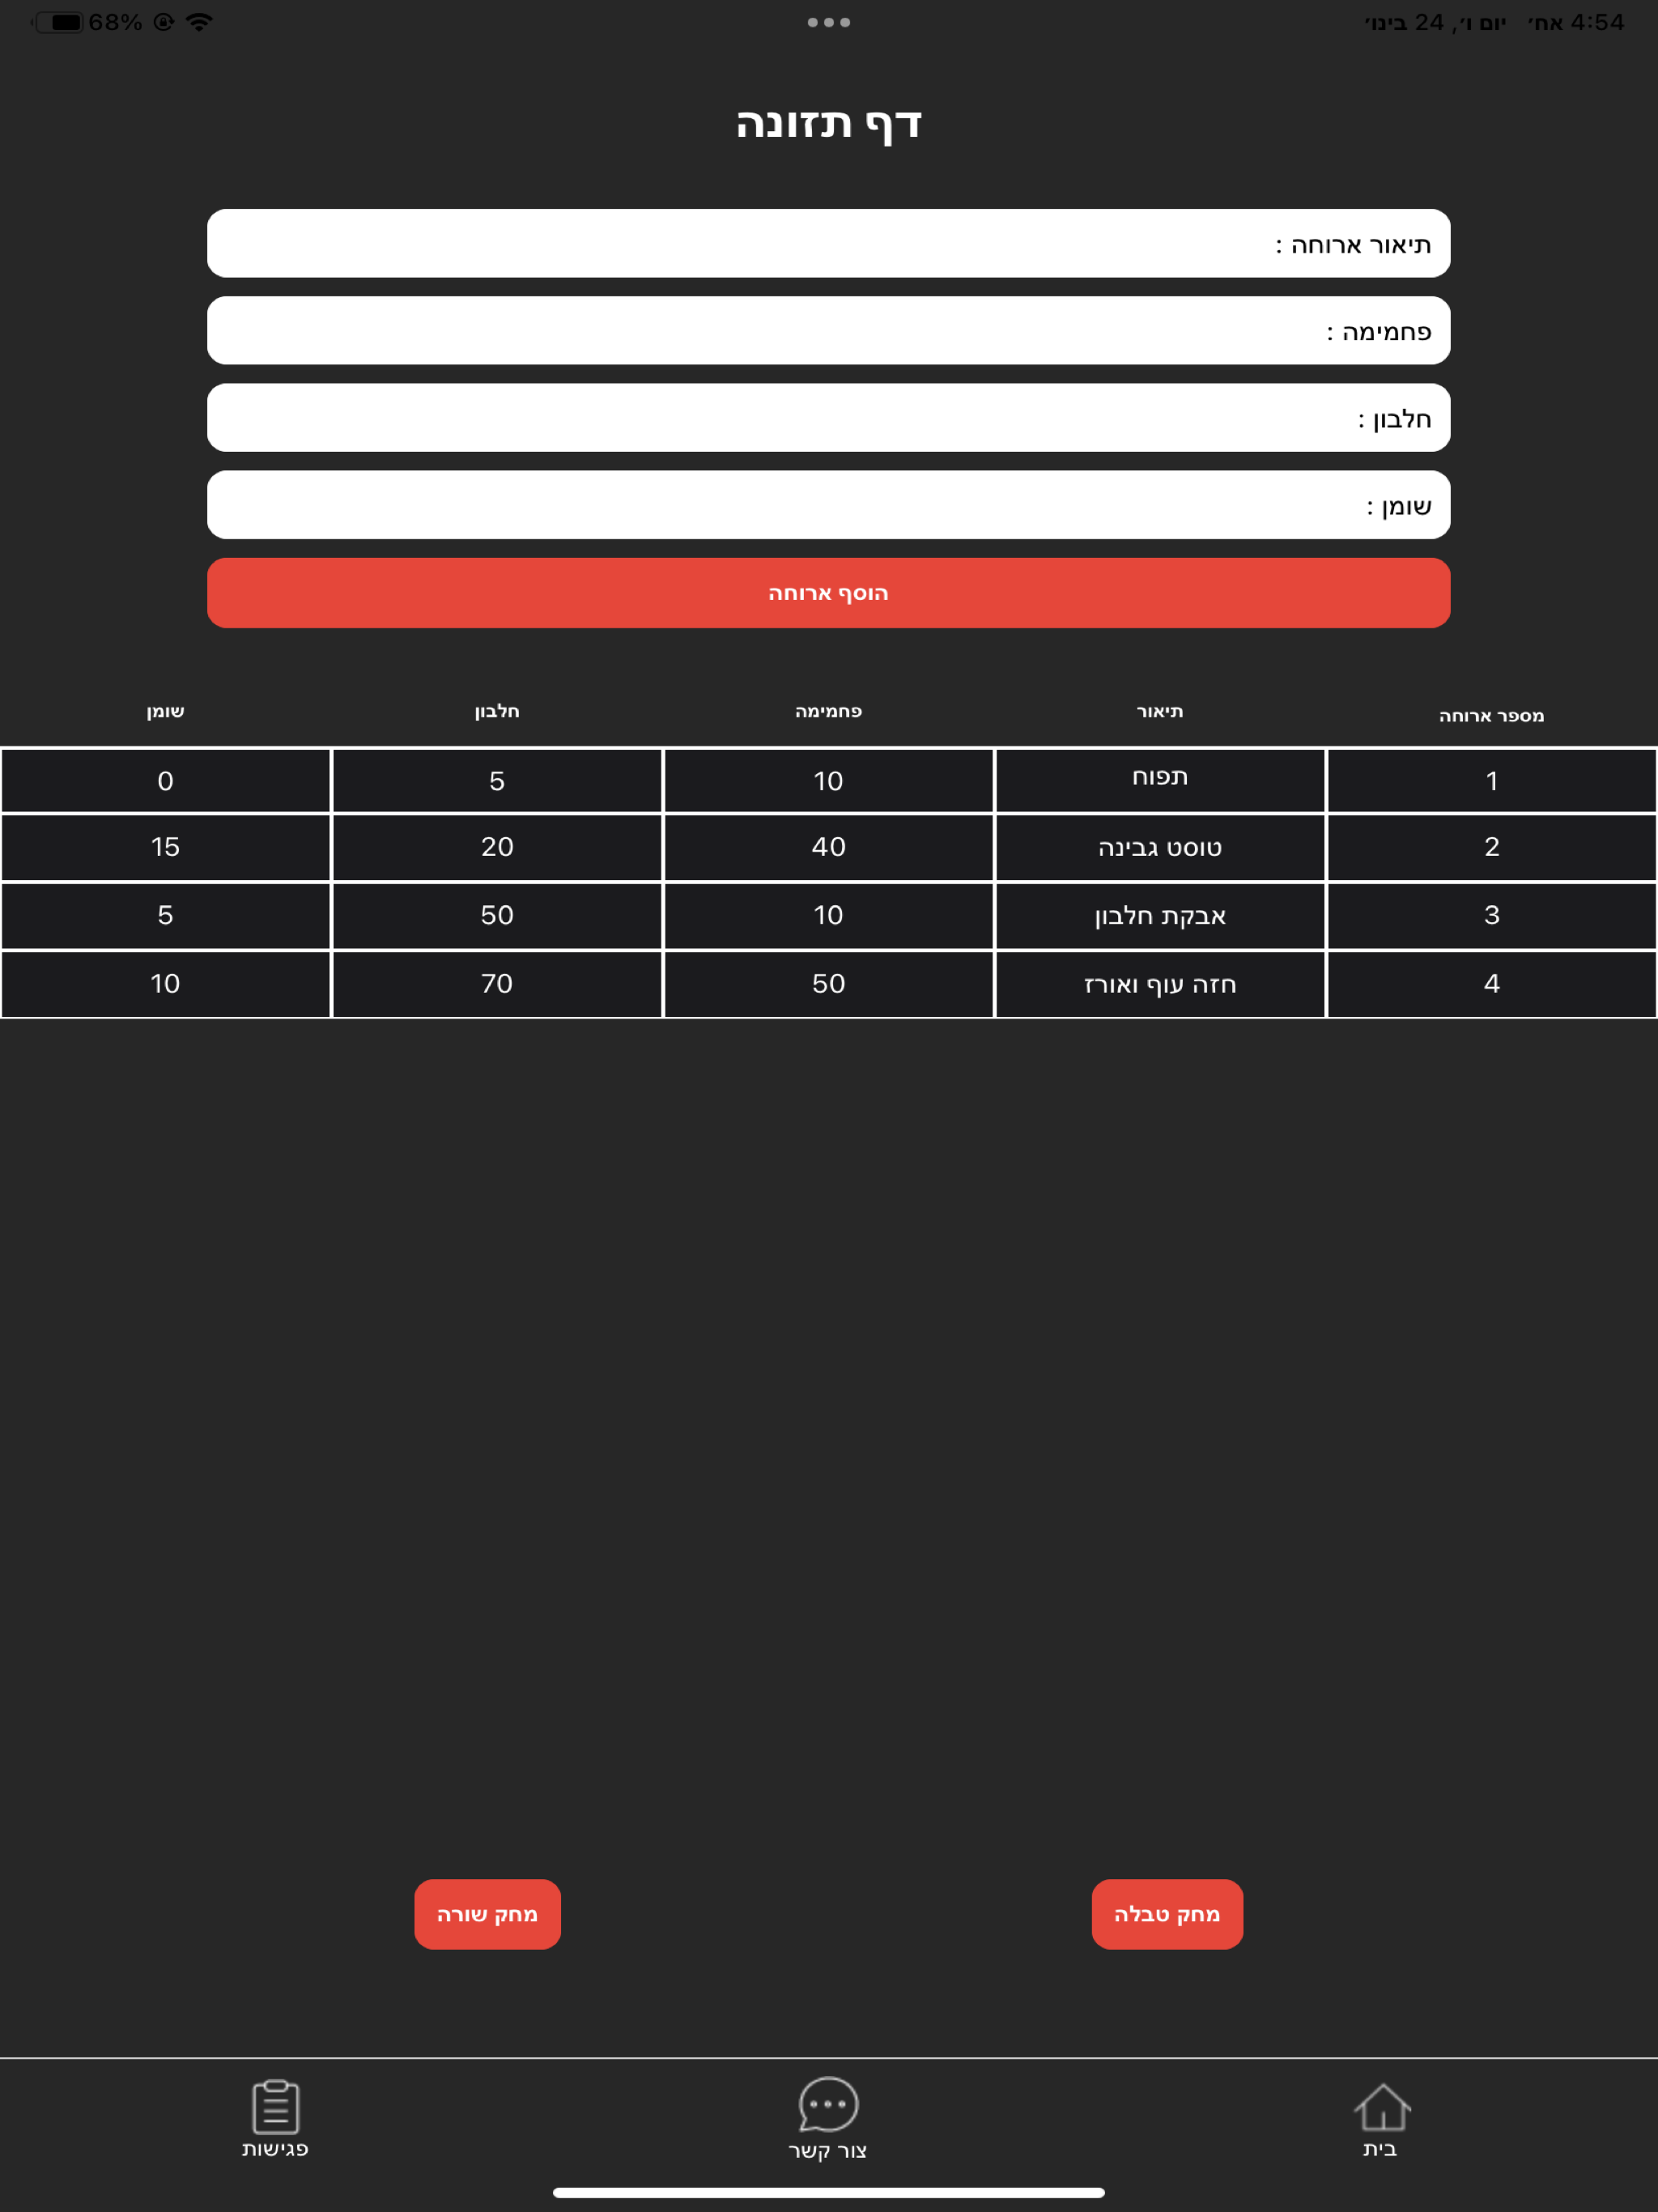 4:54 אח׳ יום ו׳, 24 בינו׳ 68%
דף תזונה
תיאור ארוחה :
פחמימה :
חלבון :
שומן :
הוסף ארוחה
מספר ארוחה תיאור פחמימה חלבון שומן
1 תפוח 10 5 0
2 טוסט גבינה 40 20 15
3 אבקת חלבון 10 50 5
4 חזה עוף ואורז 50 70 10
מחק טבלה מחק שורה
בית צור קשר פגישות